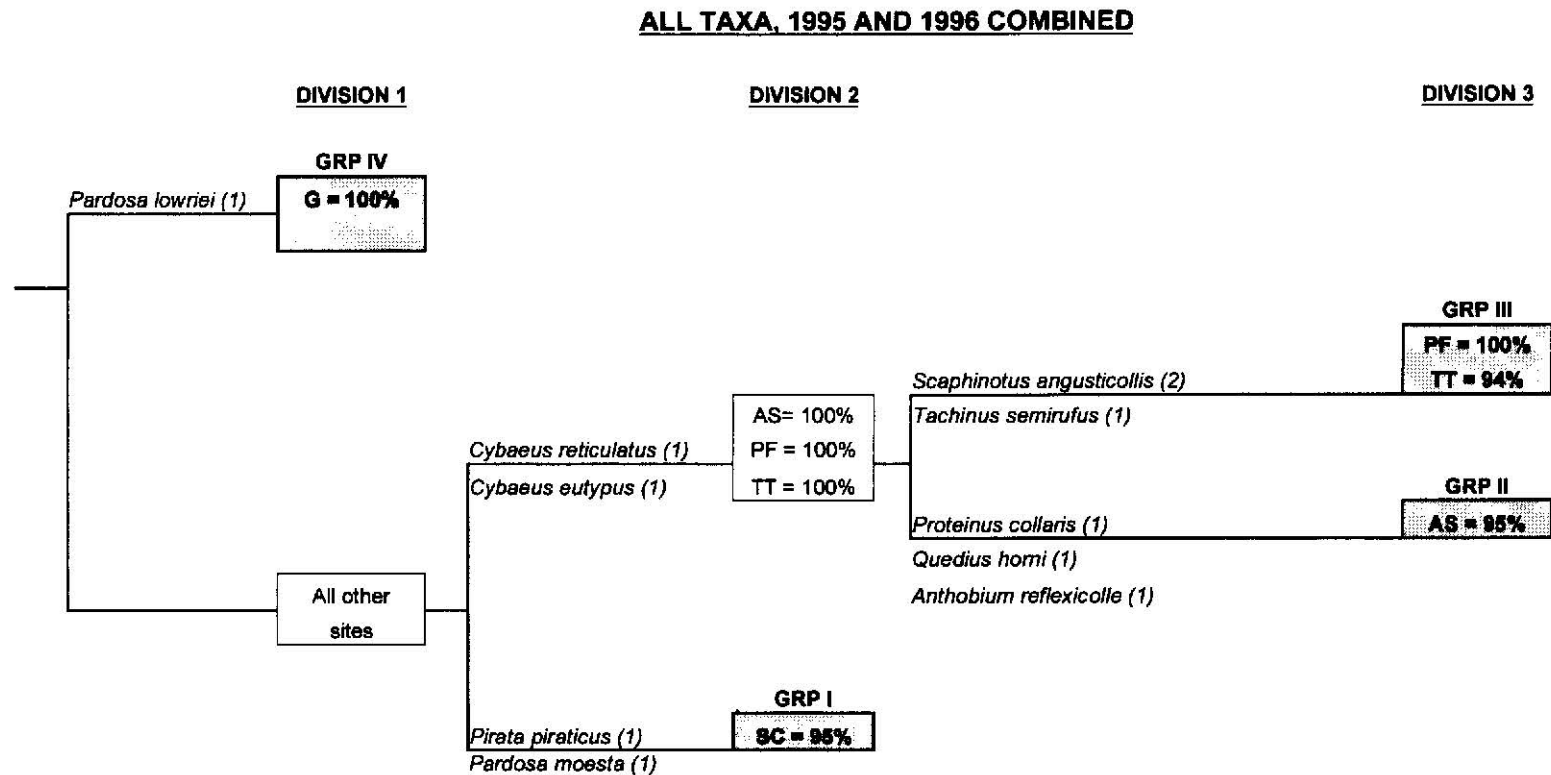 ALL TAXA, 1995 AND 1996 COMBINED
DIVISION 1
DIVISION 2
DIVISION 3
GRP IV
Pardosa lowriei (1)
G = 100%
GRP III
PF = 100%
TT = 94%
Scaphinotus angusticollis (2)
Tachinus semirufus (1)
AS= 100%
PF = 100%
TT = 100%
Cybaeus reticulatus (1)
Cybaeus eutypus (1)
GRP II
AS = 95%
Proteinus collaris (1)
Quedius horni (1)
Anthobium reflexicolle (1)
All other
sites
GRP I
SC = 95%
Pirata piraticus (1)
Pardosa moesta (1)